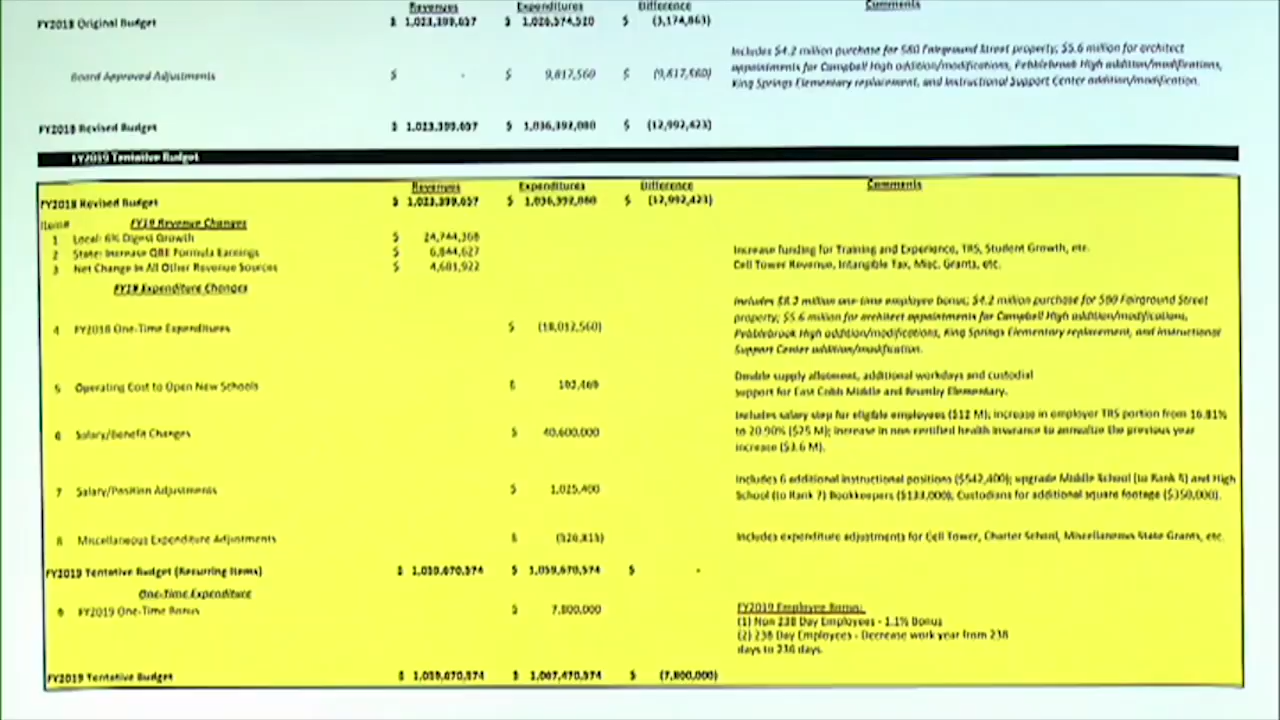 Revenues Expenditures Difference Comments
FY2018 Original Budget $ 1,023,399,657 $ 1,026,574,520 $ (3,174,863)
Includes $4.2 million purchase for 580 Fairground Street property; $5.6 million for architect
Board Approved Adjustments $ - $ 9,817,560 $ (9,817,560) appointments for Campbell High addition/modifications, Pebblebrook High addition/modifications,
King Springs Elementary replacement, and Instructional Support Center addition/modification.
FY2018 Revised Budget $ 1,023,399,657 $ 1,036,392,080 $ (12,992,423)
FY2019 Tentative Budget
Revenues Expenditures Difference Comments
FY2018 Revised Budget $ 1,023,399,657 $ 1,036,392,080 $ (12,992,423)
Item# FY19 Revenue Changes
1 Local: 6% Digest Growth $ 24,744,368
2 State: Increase QBE Formula Earnings $ 6,844,627 Increase funding for Training and Experience, TRS, Student Growth, etc.
3 Net Change In All Other Revenue Sources $ 4,681,922 Cell Tower Revenue, Intangible Tax, Misc. Grants, etc.
FY19 Expenditure Changes
Includes $8.2 million one-time employee bonus; $4.2 million purchase for 580 Fairground Street
4 FY2018 One-Time Expenditures $ (18,012,560) property; $5.6 million for architect appointments for Campbell High addition/modifications,
Pebblebrook High addition/modifications, King Springs Elementary replacement, and Instructional
Support Center addition/modification.
5 Operating Cost to Open New Schools $ 192,469 Double supply allotment, additional workdays and custodial
support for East Cobb Middle and Brumby Elementary.
Includes salary step for eligible employees ($12 M); increase in employer TRS portion from 16.81%
6 Salary/Benefit Changes $ 40,600,000 to 20.90% ($25 M); increase in non certified health insurance to annualize the previous year
increase ($3.6 M).
7 Salary/Position Adjustments $ 1,025,400 Includes 6 additional instructional positions ($542,400); upgrade Middle School (to Rank 6) and High
School (to Rank 7) Bookkeepers ($133,000); Custodians for additional square footage ($350,000).
8 Miscellaneous Expenditure Adjustments $ (526,815) Includes expenditure adjustments for Cell Tower, Charter School, Miscellaneous State Grants, etc.
FY2019 Tentative Budget (Recurring Items) $ 1,059,670,574 $ 1,059,670,574 $ -
One-Time Expenditure
9 FY2019 One-Time Bonus $ 7,800,000 FY2019 Employee Bonus:
(1) Non 238 Day Employees - 1.1% Bonus
(2) 238 Day Employees - Decrease work year from 238
days to 236 days.
FY2019 Tentative Budget $ 1,059,670,574 $ 1,067,470,574 $ (7,800,000)